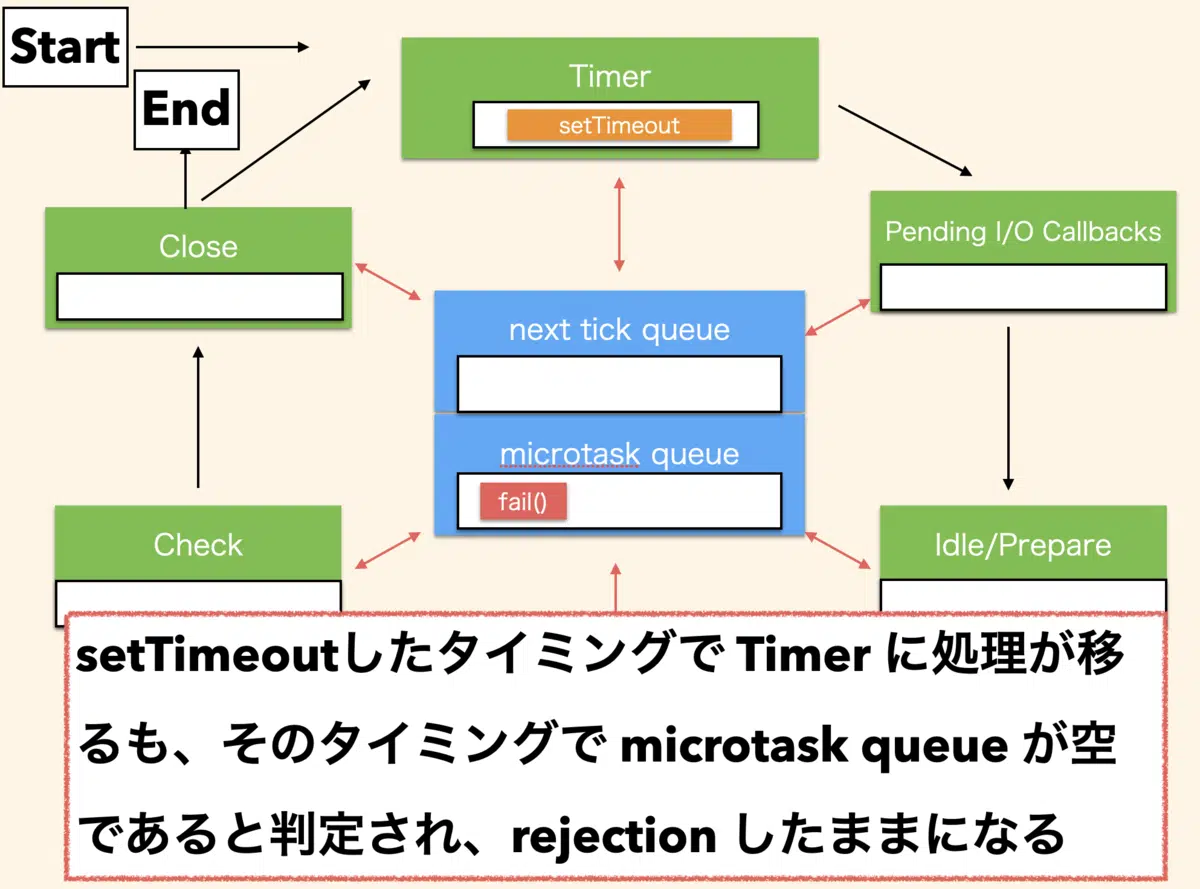 Start
End
Timer
setTimeout
Pending I/O Callbacks
Close
next tick queue
microtask queue
fail()
Check
Idle/Prepare
setTimeoutしたタイミングで Timer に処理が移
るも、そのタイミングで microtask queue が空
であると判定され、rejection したままになる